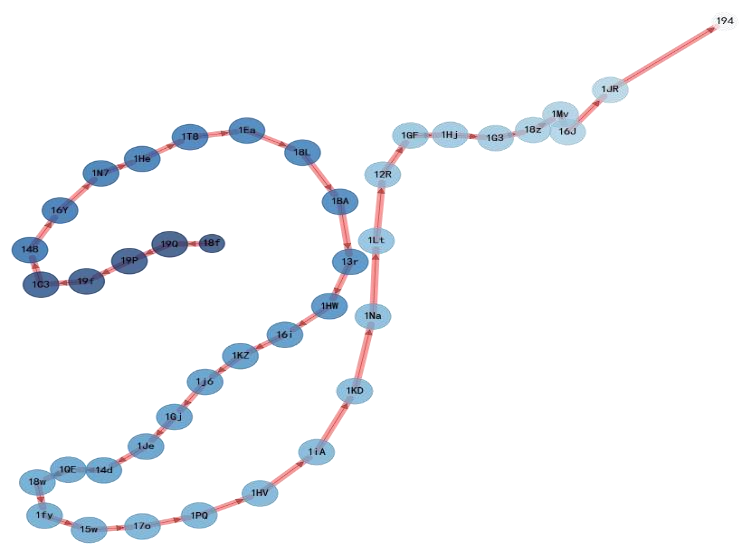 194
1JR
1Mv
16J
18z
1G3
1Hj
1GF
12R
1Lt
1Na
1KD
1iA
1HV
1PQ
17o
15w
1fy
18w
1QE
14d
1Je
1Gj
1j6
1KZ
16i
1HW
13r
1BA
18L
1Ea
1T8
1He
1N7
16Y
148
1C3
19f
19P
19Q
18f